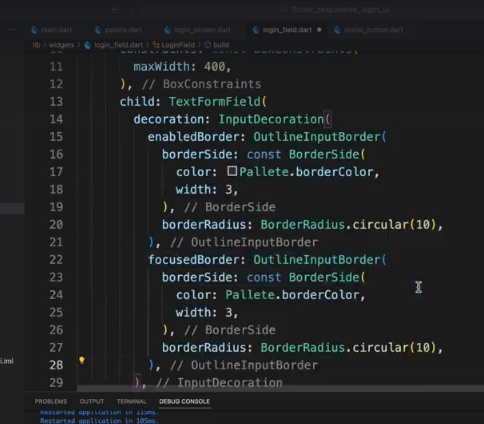 flutter_responsive_login_ui
main.dart pallete.dart login_screen.dart login_field.dart social_button.dart
lib > widgets > login_field.dart > LoginField > build
11 maxWidth: 400,
12 ), // BoxConstraints
13 child: TextFormField(
14 decoration: InputDecoration(
15 enabledBorder: OutlineInputBorder(
16 borderSide: const BorderSide(
17 color: Pallete.borderColor,
18 width: 3,
19 ), // BorderSide
20 borderRadius: BorderRadius.circular(10),
21 ), // OutlineInputBorder
22 focusedBorder: OutlineInputBorder(
23 borderSide: const BorderSide(
24 color: Pallete.borderColor,
25 width: 3,
26 ), // BorderSide
27 borderRadius: BorderRadius.circular(10),
28 ), // OutlineInputBorder
29 ), // InputDecoration
i.iml
PROBLEMS OUTPUT TERMINAL DEBUG CONSOLE
Restarted application in 115ms.
Restarted application in 105ms.